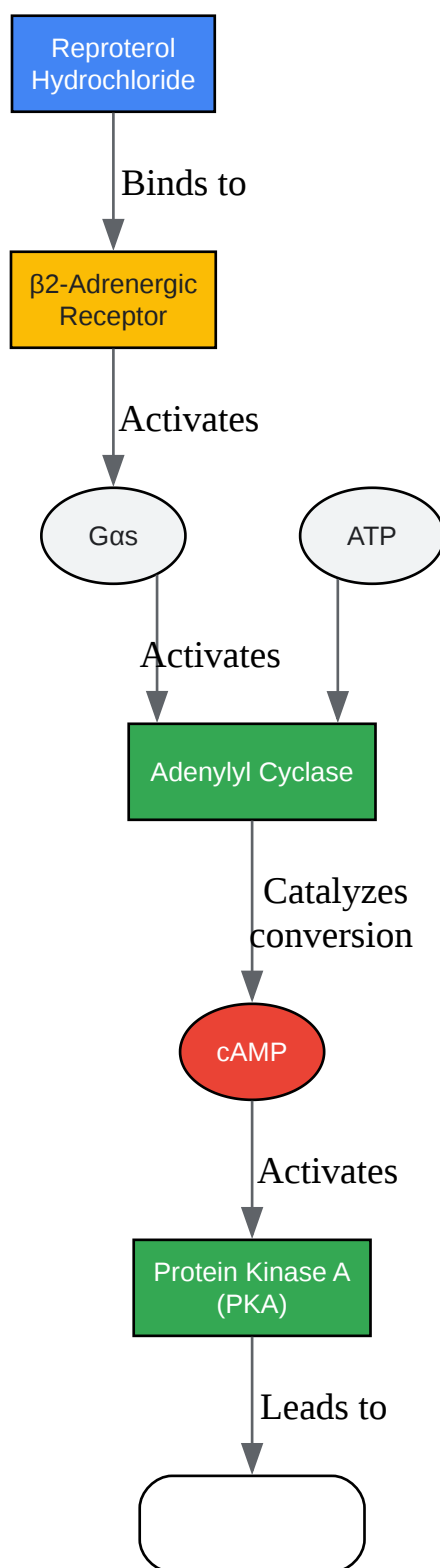 Reproterol
Hydrochloride
Binds to
β2-Adrenergic
Receptor
Activates
Gαs
ATP
Activates
Adenylyl Cyclase
Catalyzes
conversion
cAMP
Activates
Protein Kinase A
(PKA)
Leads to